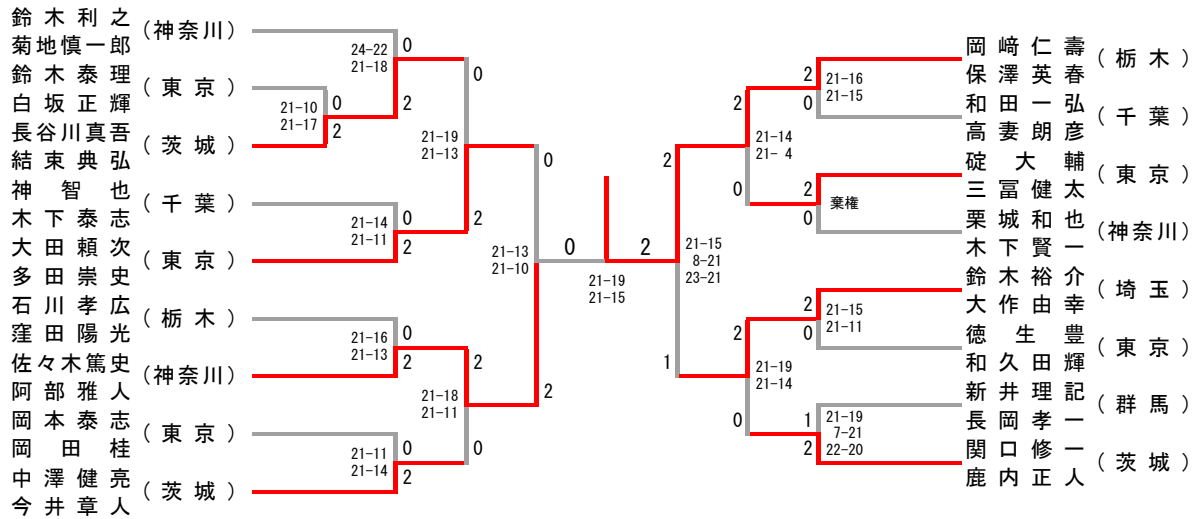 鈴木利之
菊地慎一郎
(神奈川)
鈴木泰理
白坂正輝
(東京)
長谷川真吾
結束典弘
(茨城)
神智也
木下泰志
(千葉)
大田頼次
多田崇史
(東京)
石川孝広
窪田陽光
(栃木)
佐々木篤史
阿部雅人
(神奈川)
岡本泰志
岡田桂
(東京)
中澤健亮
今井章人
(茨城)
24-22
21-18
0
2
21-10
21-17
0
2
21-14
21-11
0
2
21-16
21-13
0
2
21-11
21-14
0
2
21-19
21-13
0
2
21-18
21-11
2
0
21-13
21-10
0
2
0
2
21-19
21-15
21-15
8-21
23-21
2
1
21-14
21- 4
2
0
21-19
21-14
2
0
21-16
21-15
2
0
棄権
2
0
21-15
21-11
2
0
21-19
7-21
22-20
1
2
岡﨑仁壽
保澤英春
(栃木)
和田一弘
高妻朗彦
(千葉)
碇大輔
三冨健太
(東京)
栗城和也
木下賢一
(神奈川)
鈴木裕介
大作由幸
(埼玉)
徳生豊
和久田輝
(東京)
新井理記
長岡孝一
(群馬)
関口修一
鹿内正人
(茨城)